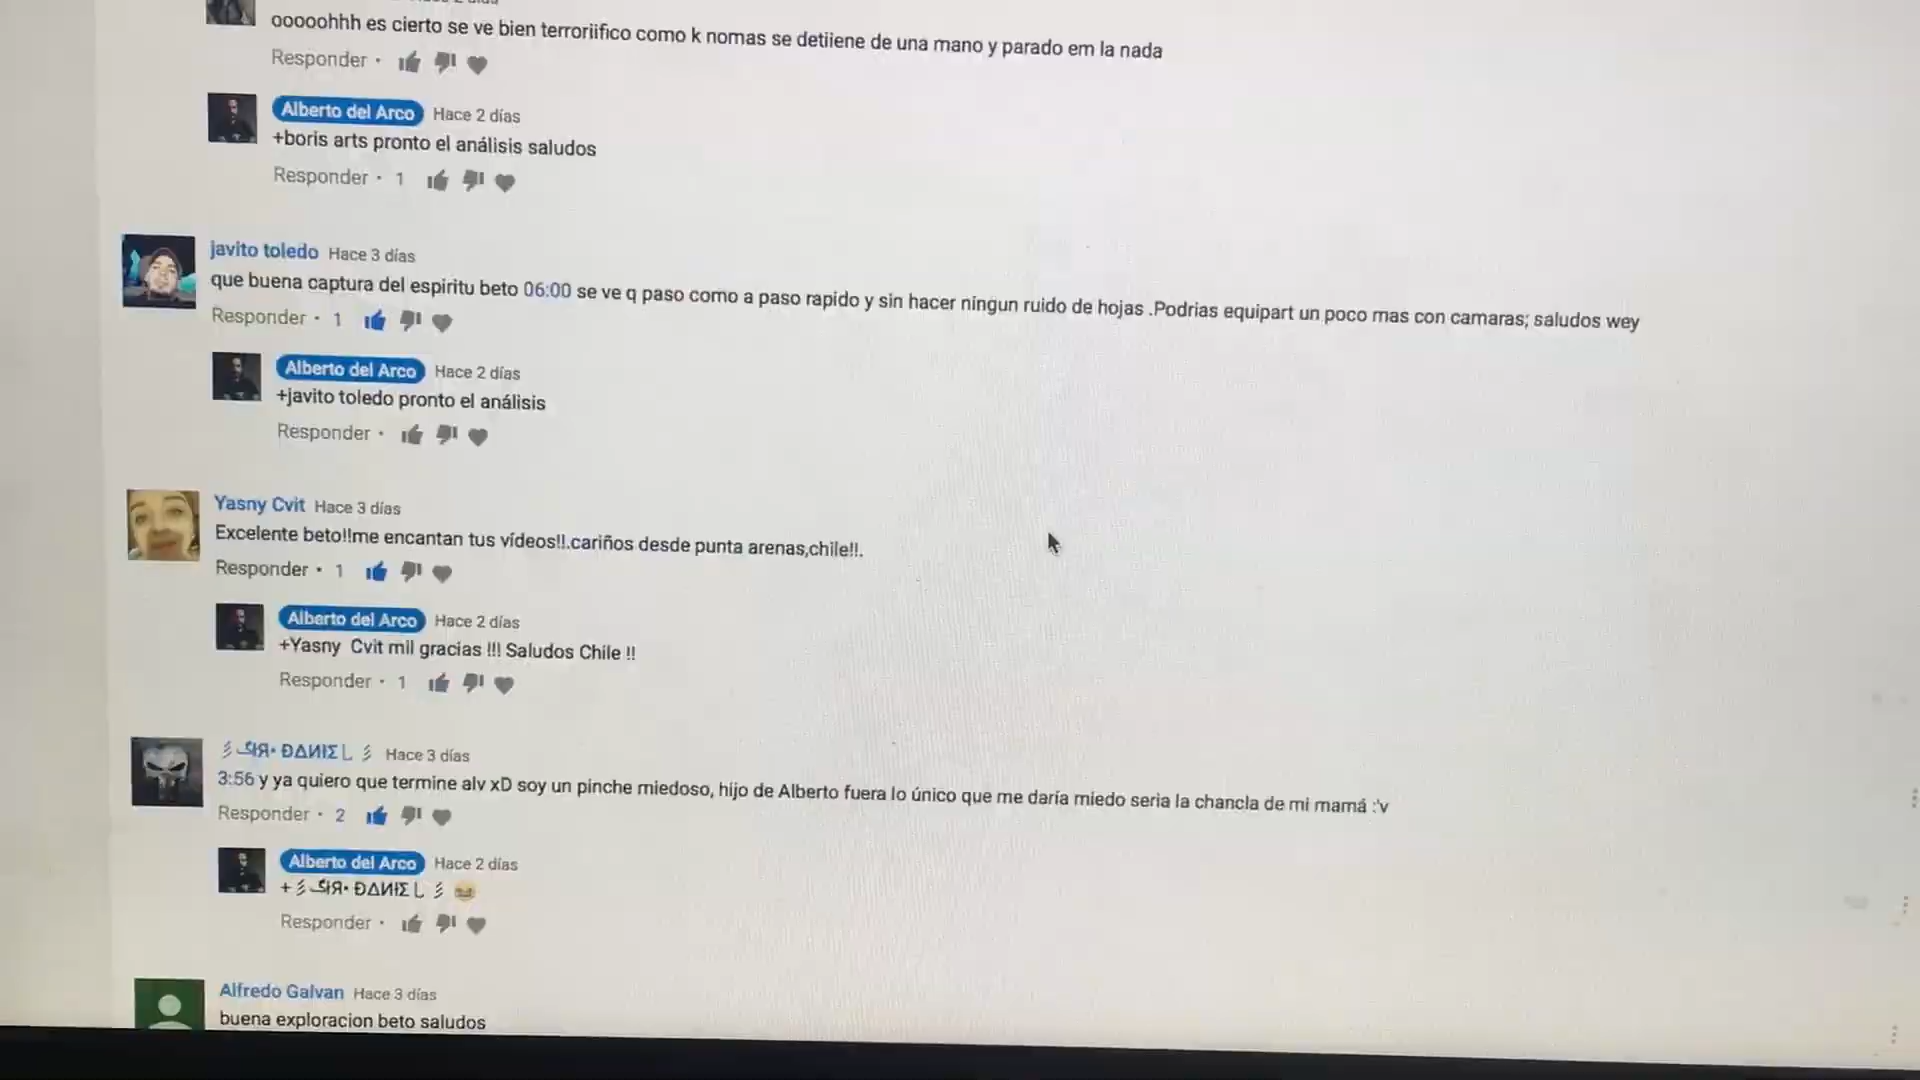 ooooohhh es cierto se ve bien terroriifico como k nomas se detiiene de una mano y parado em la nada
Responder •
Alberto del Arco Hace 2 días
+boris arts pronto el análisis saludos
Responder • 1
javito toledo Hace 3 días
que buena captura del espiritu beto 06:00 se ve q paso como a paso rapido y sin hacer ningun ruido de hojas .Podrias equipart un poco mas con camaras; saludos wey
Responder • 1
Alberto del Arco Hace 2 días
+javito toledo pronto el análisis
Responder •
Yasny Cvit Hace 3 días
Excelente beto!!me encantan tus vídeos!!.cariños desde punta arenas,chile!!.
Responder • 1
Alberto del Arco Hace 2 días
+Yasny Cvit mil gracias !!! Saludos Chile !!
Responder • 1
Hace 3 días
3:56 y ya quiero que termine alv xD soy un pinche miedoso, hijo de Alberto fuera lo único que me daría miedo seria la chancla de mi mamá :'v
Responder • 2
Alberto del Arco Hace 2 días
Responder •
Alfredo Galvan Hace 3 días
buena exploracion beto saludos